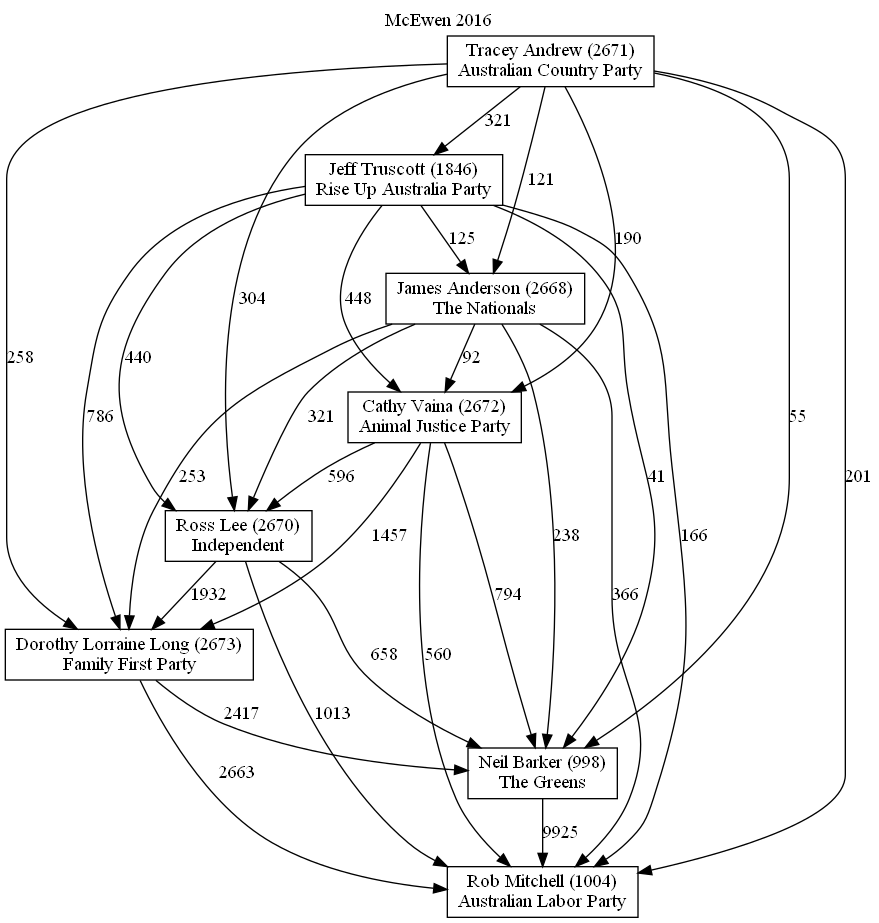 McEwen 2016
Tracey Andrew (2671)
Australian Country Party
321
Jeff Truscott (1846)
Rise Up Australia Party
121
125
190
James Anderson (2668)
The Nationals
304
448
258
440
92
Cathy Vaina (2672)
Animal Justice Party
786
321
55
253
596
41
201
Ross Lee (2670)
Independent
1457
238
166
1932
794
366
Dorothy Lorraine Long (2673)
Family First Party
658
560
2417
1013
Neil Barker (998)
The Greens
2663
9925
Rob Mitchell (1004)
Australian Labor Party